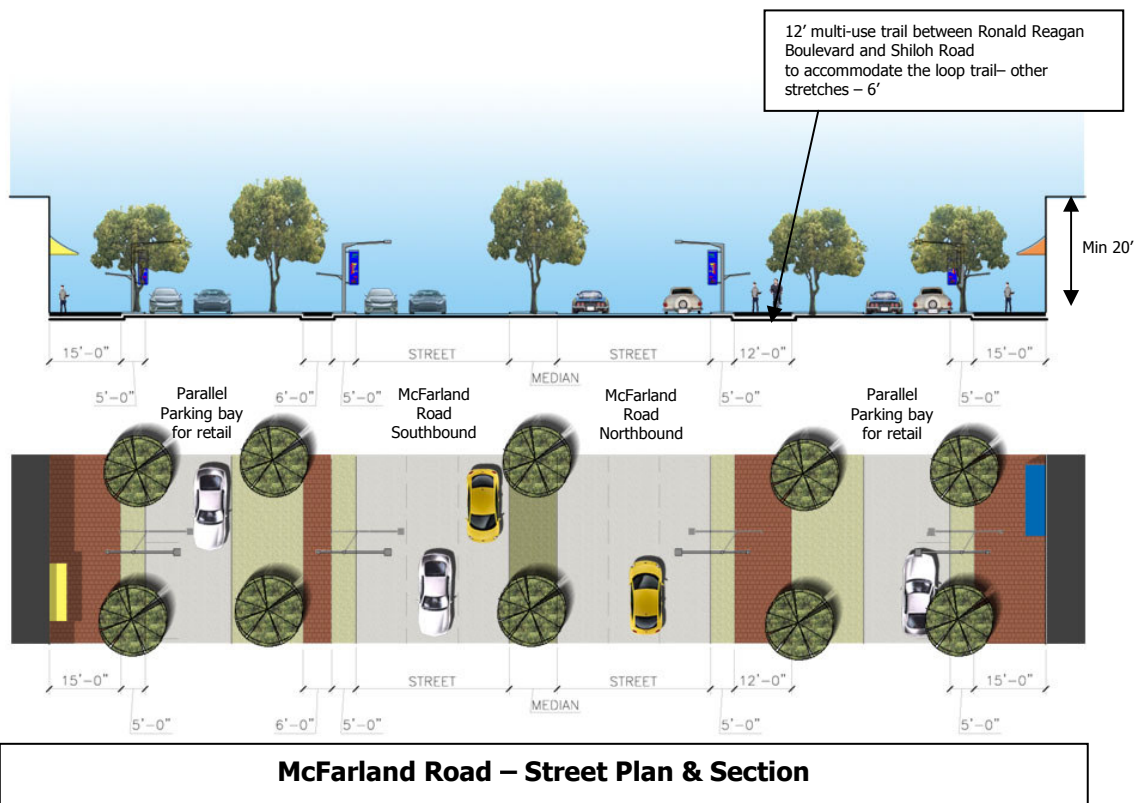 12’ multi-use trail between Ronald Reagan
Boulevard and Shiloh Road
to accommodate the loop trail– other
stretches – 6’
Min 20’
15’-0” STREET STREET 12’-0” 15’-0”
MEDIAN
5’-0” 6’-0” 5’-0” 5’-0” 5’-0”
Parallel
Parking bay
for retail
McFarland
Road
Southbound
McFarland
Road
Northbound
Parallel
Parking bay
for retail
15’-0” STREET STREET 12’-0” 15’-0”
MEDIAN
5’-0” 6’-0” 5’-0” 5’-0” 5’-0”
McFarland Road – Street Plan & Section